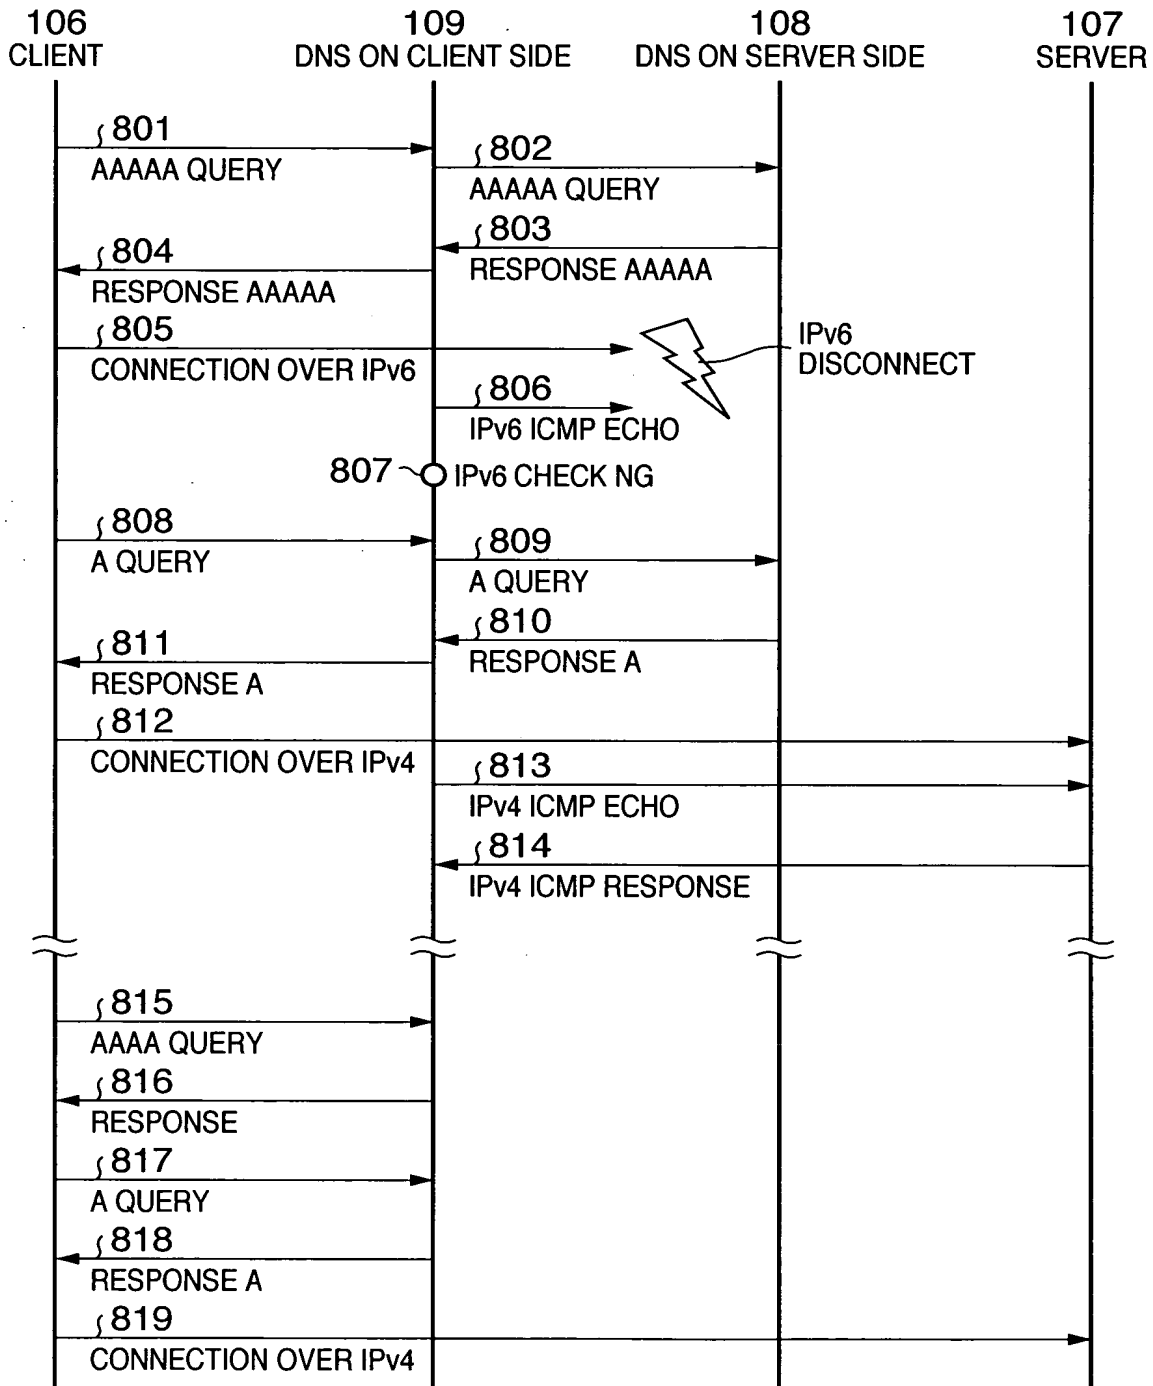 106
CLIENT
109
DNS ON CLIENT SIDE
108
DNS ON SERVER SIDE
107
SERVER
801
AAAAA QUERY
802
AAAAA QUERY
803
RESPONSE AAAAA
804
RESPONSE AAAAA
805
CONNECTION OVER IPv6
IPv6
DISCONNECT
806
IPv6 ICMP ECHO
807
IPv6 CHECK NG
808
A QUERY
809
A QUERY
810
RESPONSE A
811
RESPONSE A
812
CONNECTION OVER IPv4
813
IPv4 ICMP ECHO
814
IPv4 ICMP RESPONSE
815
AAAA QUERY
816
RESPONSE
817
A QUERY
818
RESPONSE A
819
CONNECTION OVER IPv4